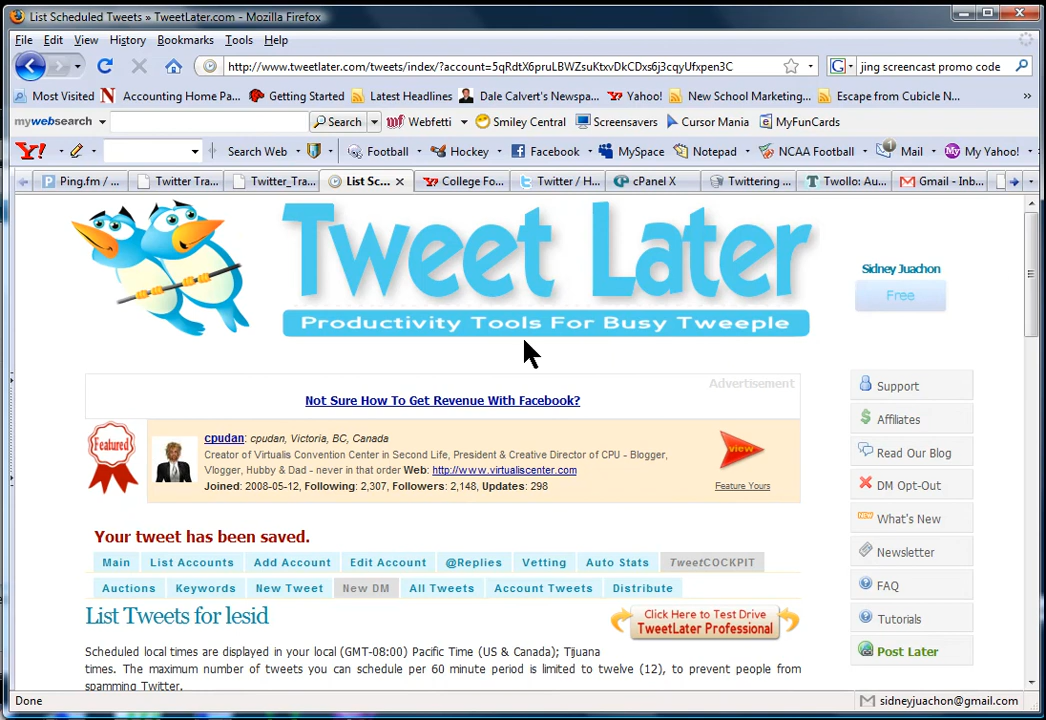 List Scheduled Tweets » TweetLater.com - Mozilla Firefox
File Edit View History Bookmarks Tools Help
http://www.tweetlater.com/tweets/index/?account=5qRdtX6pruLBWZsuKtxvDkCDxs6j3cqyUfxpen3C
G jing screencast promo code
Most Visited N Accounting Home Pa... Getting Started Latest Headlines Dale Calvert's Newspa... Yahoo! New School Marketing... Escape from Cubicle N... »
mywebsearch Search Webfetti Smiley Central Screensavers Cursor Mania MyFunCards
Y! Search Web Football Hockey Facebook MySpace Notepad NCAA Football 1 Mail My Yahoo!
Ping.fm / ... Twitter Tra... Twitter_Tra... List Sc... College Fo... Twitter / H... cPanel X Twittering ... Twollo: Au... Gmail - Inb...
Tweet Later
Productivity Tools For Busy Tweeple
Sidney Juachon
Free
Advertisement
Not Sure How To Get Revenue With Facebook?
Featured
cpudan: cpudan, Victoria, BC, Canada
Creator of Virtualis Convention Center in Second Life, President & Creative Director of CPU - Blogger,
Vlogger, Hubby & Dad - never in that order Web: http://www.virtualiscenter.com
Joined: 2008-05-12, Following: 2,307, Followers: 2,148, Updates: 298
view
Feature Yours
Support
Affiliates
Read Our Blog
DM Opt-Out
NEW What's New
Newsletter
FAQ
Tutorials
Post Later
Your tweet has been saved.
Main List Accounts Add Account Edit Account @Replies Vetting Auto Stats TweetCOCKPIT
Auctions Keywords New Tweet New DM All Tweets Account Tweets Distribute
List Tweets for lesid
Click Here to Test Drive
TweetLater Professional
Scheduled local times are displayed in your local (GMT-08:00) Pacific Time (US & Canada); Tijuana
times. The maximum number of tweets you can schedule per 60 minute period is limited to twelve (12), to prevent people from
spamming Twitter.
Done
sidneyjuachon@gmail.com